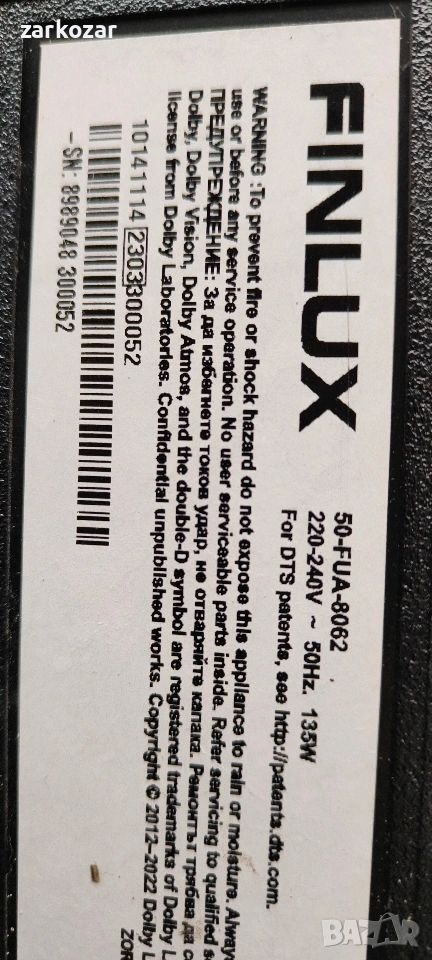 zarkozar
FINLUX
50-FUA-8062
220-240V ~ 50Hz. 135W
For DTS patents, see http://patents.dts.com.
WARNING :To prevent fire or shock hazard do not expose this appliance to rain or moisture. Always
use or before any service operation. No user serviceable parts inside. Refer servicing to qualified
ПРЕДУПРЕЖДЕНИЕ: За да избегнете токов удар, не отваряйте капака. Ремонтът трябва да
Dolby, Dolby Vision, Dolby Atmos, and the double-D symbol are registered trademarks of Dolby
license from Dolby Laboratories. Confidential unpublished works. Copyright © 2012–2022 Dolby
10141114 2303300052
-SN: 8989048 300052
BAZAR